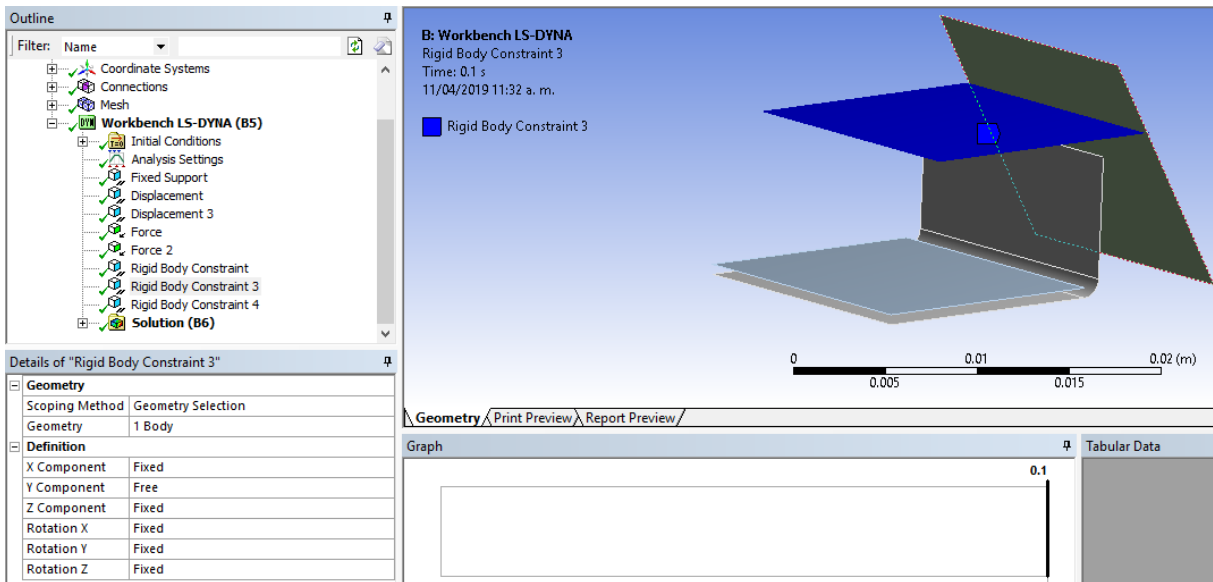 Outline
Filter: Name
Coordinate Systems
Connections
Mesh
Workbench LS-DYNA (B5)
Initial Conditions
Analysis Settings
Fixed Support
Displacement
Displacement 3
Force
Force 2
Rigid Body Constraint
Rigid Body Constraint 3
Rigid Body Constraint 4
Solution (B6)
Details of "Rigid Body Constraint 3"
Geometry
Scoping Method Geometry Selection
Geometry 1 Body
Definition
X Component Fixed
Y Component Free
Z Component Fixed
Rotation X Fixed
Rotation Y Fixed
Rotation Z Fixed
B: Workbench LS-DYNA
Rigid Body Constraint 3
Time: 0.1 s
11/04/2019 11:32 a. m.
Rigid Body Constraint 3
0 0.01 0.02 (m)
0.005 0.015
Geometry Print Preview Report Preview
Graph
0.1
Tabular Data